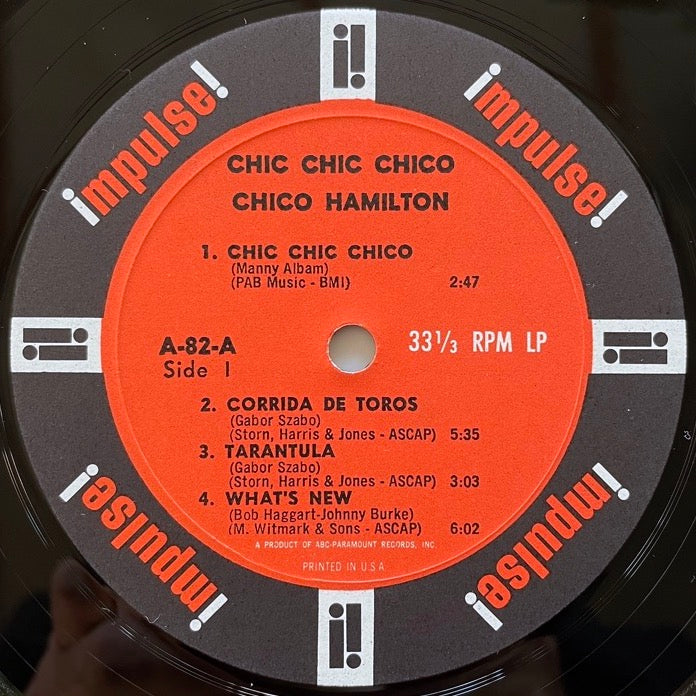 impulse!
impulse!
CHIC CHIC CHICO
CHICO HAMILTON
1. CHIC CHIC CHICO
(Manny Albam)
(PAB Music - BMI) 2:47
A-82-A
Side I
33 1/3 RPM LP
2. CORRIDA DE TOROS
(Gabor Szabo)
(Storn, Harris & Jones - ASCAP) 5:35
3. TARANTULA
(Gabor Szabo)
(Storn, Harris & Jones - ASCAP) 3:03
4. WHAT'S NEW
(Bob Haggart-Johnny Burke)
(M. Witmark & Sons - ASCAP) 6:02
A PRODUCT OF ABC-PARAMOUNT RECORDS, INC.
PRINTED IN U.S.A.
impulse!
impulse!